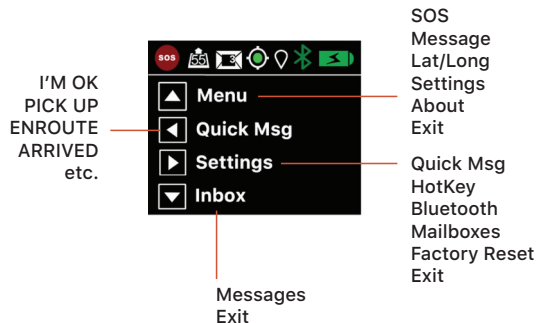 SOS
Message
Lat/Long
Settings
About
Exit
I'M OK
PICK UP
ENROUTE
ARRIVED
etc.
SOS 55 3
Menu
Quick Msg
Settings
Inbox
Quick Msg
HotKey
Bluetooth
Mailboxes
Factory Reset
Exit
Messages
Exit